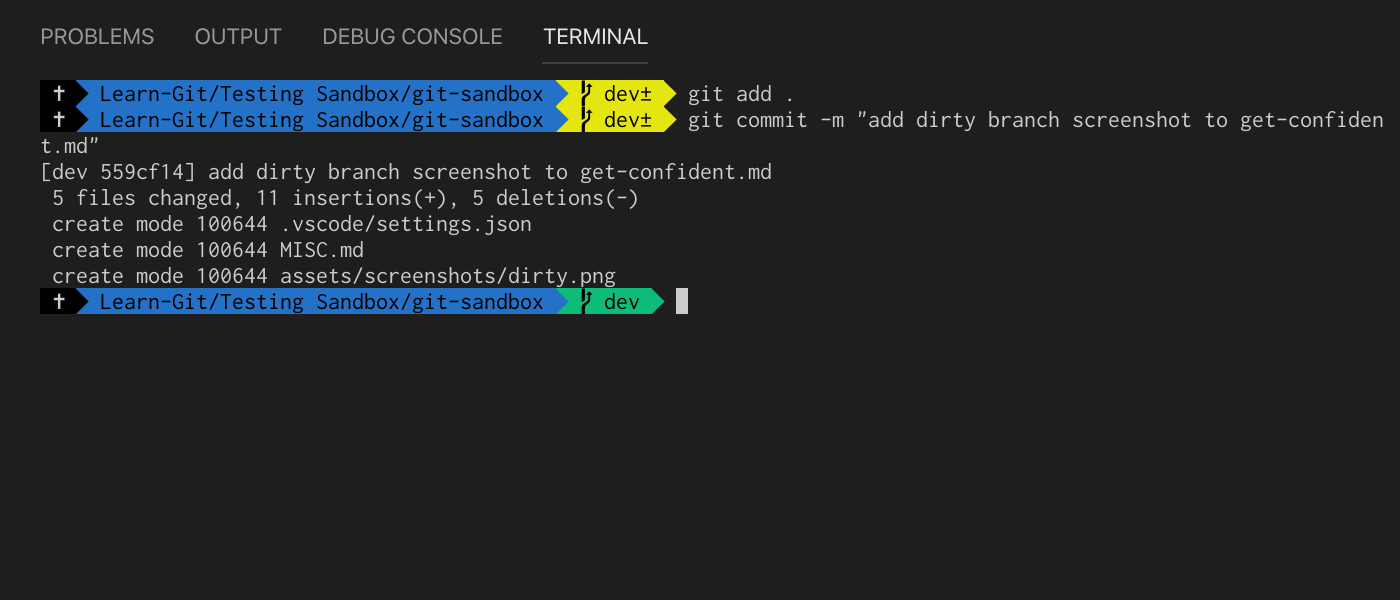 PROBLEMS OUTPUT DEBUG CONSOLE TERMINAL
✝ Learn-Git/Testing Sandbox/git-sandbox dev± git add .
✝ Learn-Git/Testing Sandbox/git-sandbox dev± git commit -m "add dirty branch screenshot to get-confiden
t.md"
[dev 559cf14] add dirty branch screenshot to get-confident.md
 5 files changed, 11 insertions(+), 5 deletions(-)
 create mode 100644 .vscode/settings.json
 create mode 100644 MISC.md
 create mode 100644 assets/screenshots/dirty.png
✝ Learn-Git/Testing Sandbox/git-sandbox dev